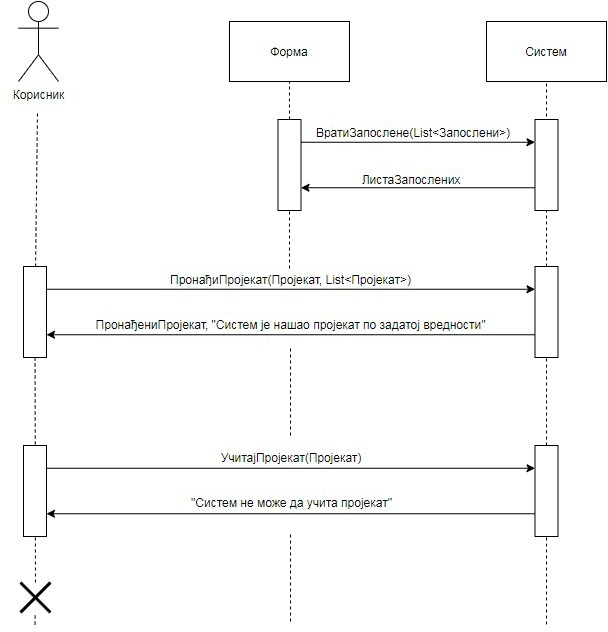 Корисник
Форма
Систем
ВратиЗапослене(List<Запослени>)
ЛистаЗапослених
ПронађиПројекат(Пројекат, List<Пројекат>)
ПронађениПројекат, "Систем је нашао пројекат по задатој вредности"
УчитајПројекат(Пројекат)
"Систем не може да учита пројекат"